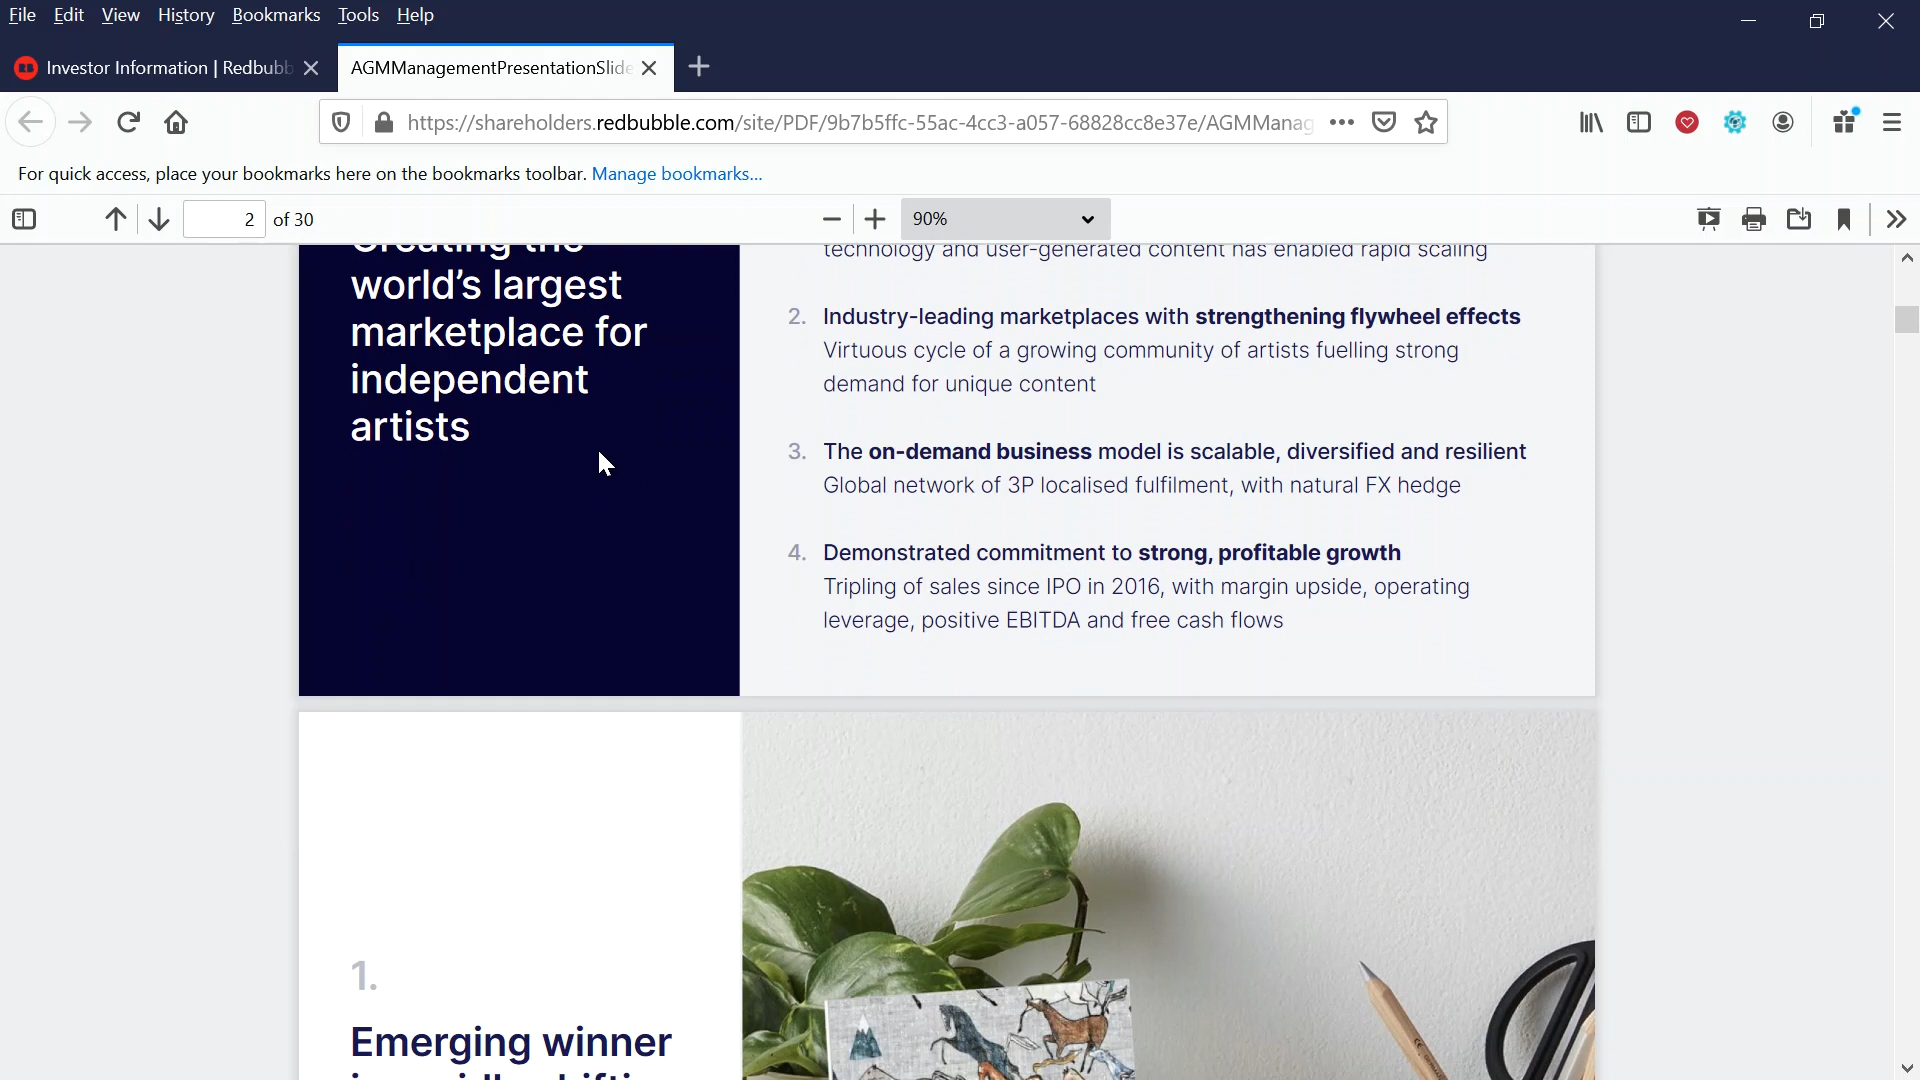 File Edit View History Bookmarks Tools Help
Investor Information | Redbubb
AGMManagementPresentationSlide
https://shareholders.redbubble.com/site/PDF/9b7b5ffc-55ac-4cc3-a057-68828cc8e37e/AGMManag
For quick access, place your bookmarks here on the bookmarks toolbar. Manage bookmarks...
2 of 30
90%
Creating the
world's largest
marketplace for
independent
artists
technology and user-generated content has enabled rapid scaling
2. Industry-leading marketplaces with strengthening flywheel effects
Virtuous cycle of a growing community of artists fuelling strong
demand for unique content
3. The on-demand business model is scalable, diversified and resilient
Global network of 3P localised fulfilment, with natural FX hedge
4. Demonstrated commitment to strong, profitable growth
Tripling of sales since IPO in 2016, with margin upside, operating
leverage, positive EBITDA and free cash flows
1.
Emerging winner